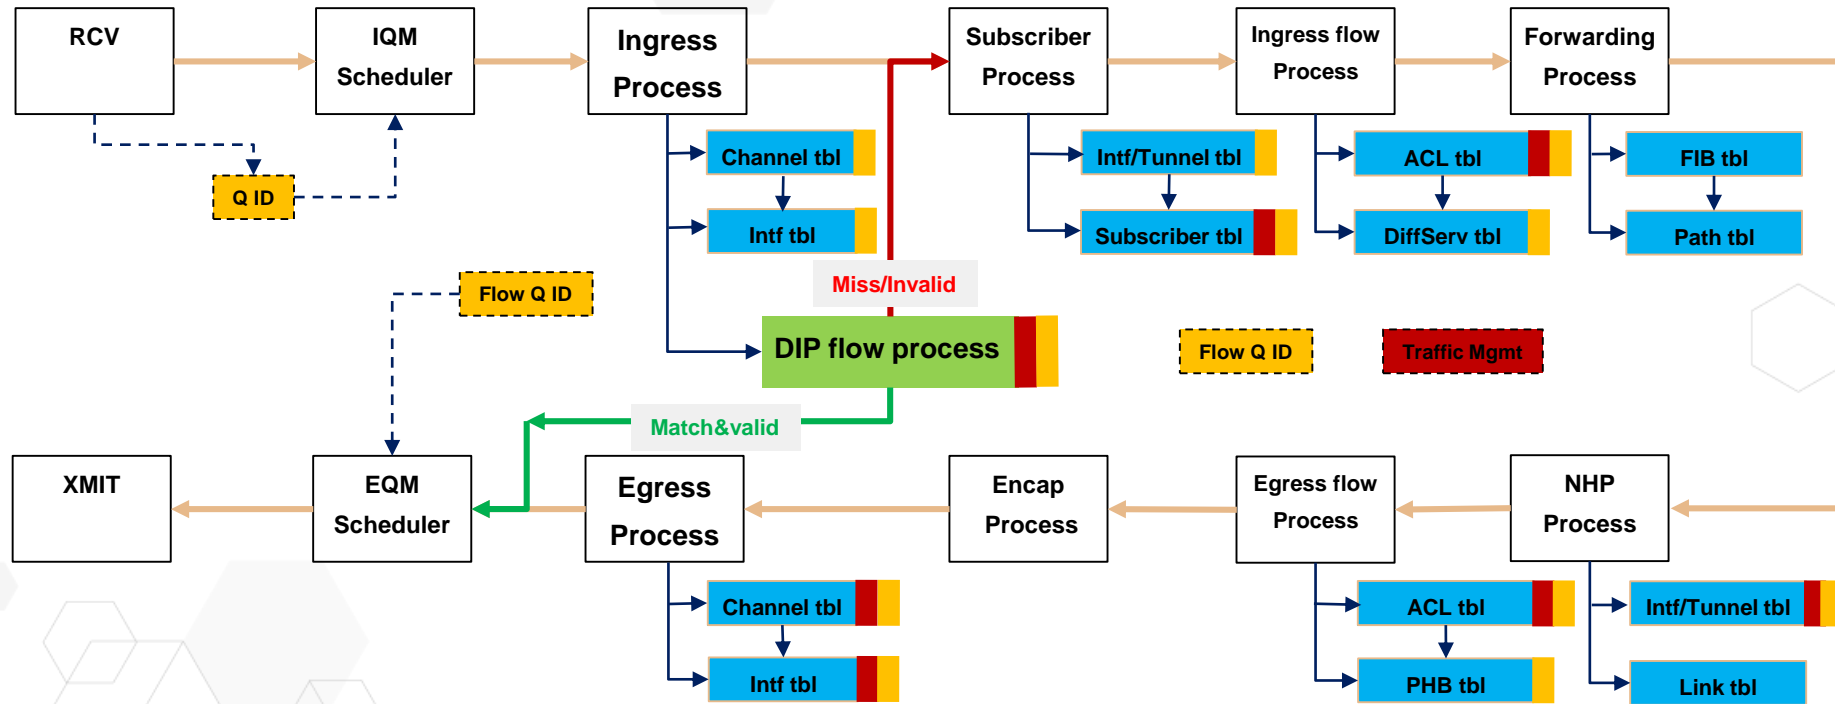 RCV
IQM
Scheduler
Ingress
Process
Subscriber
Process
Ingress flow
Process
Forwarding
Process
Q ID
Channel tbl
Intf tbl
Intf/Tunnel tbl
Subscriber tbl
ACL tbl
DiffServ tbl
FIB tbl
Path tbl
Flow Q ID
Miss/Invalid
DIP flow process
Flow Q ID
Traffic Mgmt
Match&valid
XMIT
EQM
Scheduler
Egress
Process
Encap
Process
Egress flow
Process
NHP
Process
Channel tbl
Intf tbl
ACL tbl
PHB tbl
Intf/Tunnel tbl
Link tbl